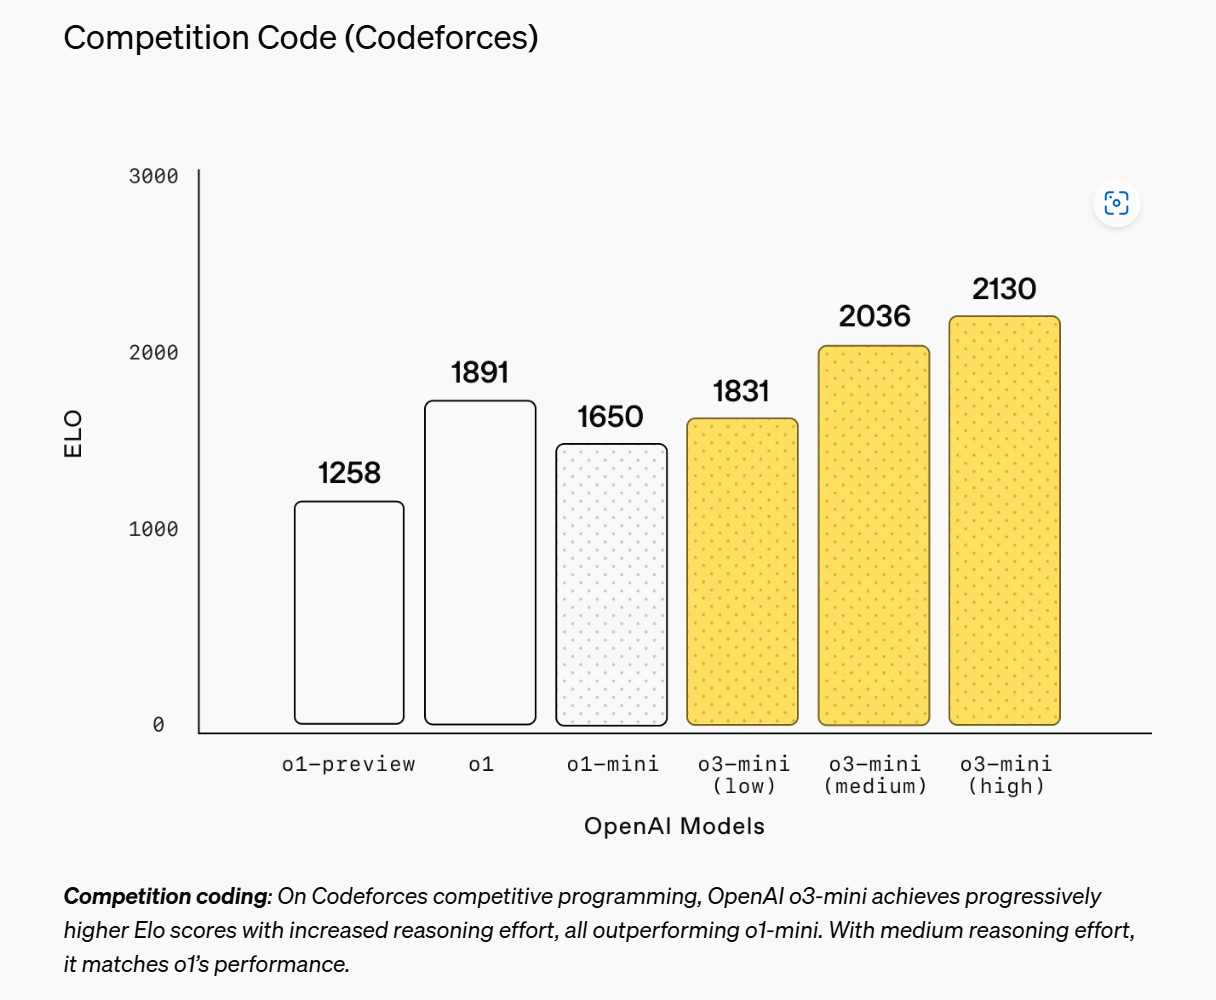 Competition Code (Codeforces)
3000
2000
1000
0
ELO
1258
1891
1650
1831
2036
2130
o1-preview
o1
o1-mini
o3-mini
(low)
o3-mini
(medium)
o3-mini
(high)
OpenAI Models
Competition coding: On Codeforces competitive programming, OpenAI o3-mini achieves progressively
higher Elo scores with increased reasoning effort, all outperforming o1-mini. With medium reasoning effort,
it matches o1’s performance.